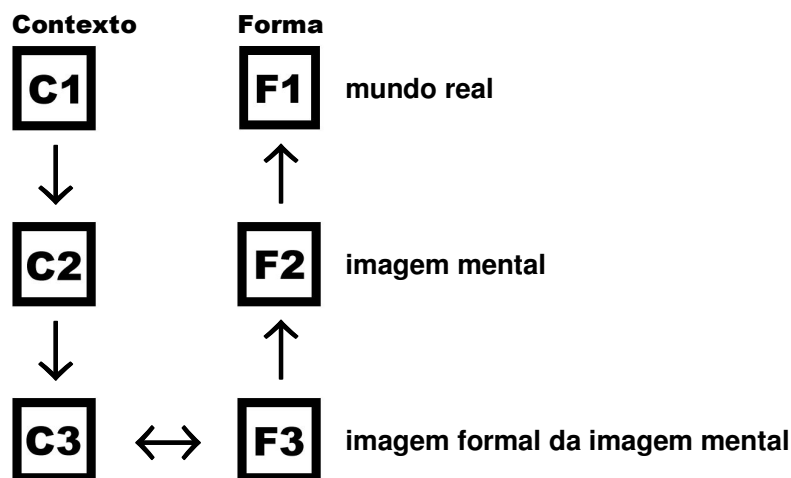 Contexto Forma
C1 F1 mundo real
C2 F2 imagem mental
C3 F3 imagem formal da imagem mental